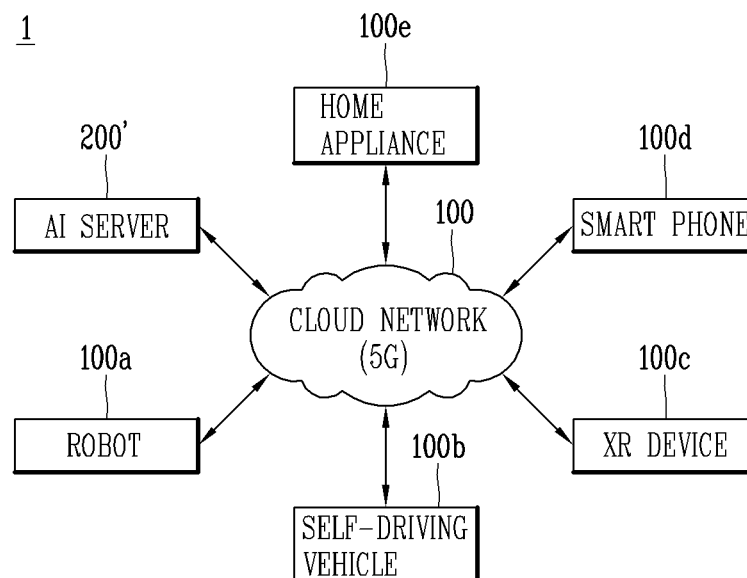 1
100e
HOME
APPLIANCE
200'
AI SERVER
100d
SMART PHONE
100
CLOUD NETWORK
(5G)
100a
ROBOT
100c
XR DEVICE
100b
SELF-DRIVING
VEHICLE